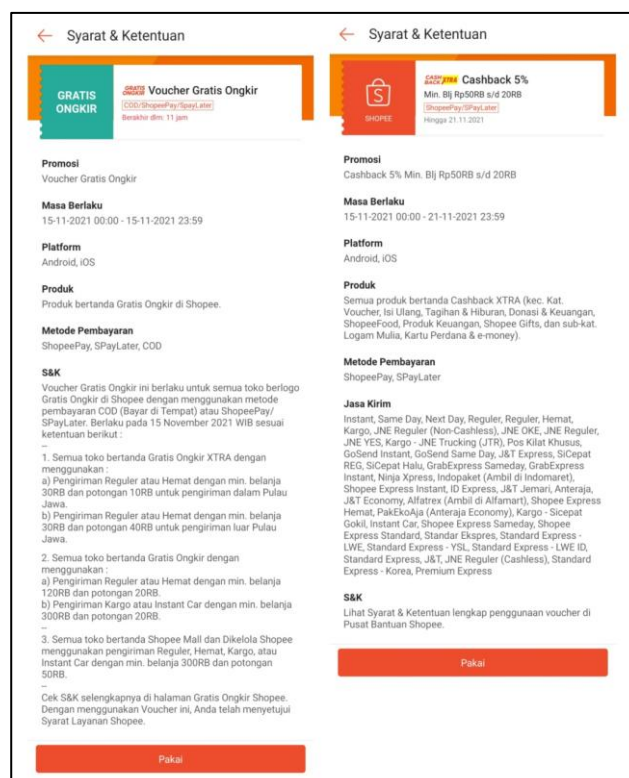 Syarat & Ketentuan
GRATIS
ONGKIR
GRATIS
ONGKIR
Voucher Gratis Ongkir
COD/ShopeePay/SpayLater
Berakhir dlm: 11 jam
Promosi
Voucher Gratis Ongkir
Masa Berlaku
15-11-2021 00:00 - 15-11-2021 23:59
Platform
Android, iOS
Produk
Produk bertanda Gratis Ongkir di Shopee.
Metode Pembayaran
ShopeePay, SPayLater, COD
S&K
Voucher Gratis Ongkir ini berlaku untuk semua toko berlogo
Gratis Ongkir di Shopee dengan menggunakan metode
pembayaran COD (Bayar di Tempat) atau ShopeePay/
SPayLater. Berlaku pada 15 November 2021 WIB sesuai
ketentuan berikut :
--
1. Semua toko bertanda Gratis Ongkir XTRA dengan
menggunakan :
a) Pengiriman Reguler atau Hemat dengan min. belanja
30RB dan potongan 10RB untuk pengiriman dalam Pulau
Jawa.
b) Pengiriman Reguler atau Hemat dengan min. belanja
30RB dan potongan 40RB untuk pengiriman luar Pulau
Jawa.
2. Semua toko bertanda Gratis Ongkir dengan
menggunakan :
a) Pengiriman Reguler atau Hemat dengan min. belanja
120RB dan potongan 20RB.
b) Pengiriman Kargo atau Instant Car dengan min. belanja
300RB dan potongan 20RB.
--
3. Semua toko bertanda Shopee Mall dan Dikelola Shopee
menggunakan pengiriman Reguler, Hemat, Kargo, atau
Instant Car dengan min. belanja 300RB dan potongan
50RB.
--
Cek S&K selengkapnya di halaman Gratis Ongkir Shopee.
Dengan menggunakan Voucher ini, Anda telah menyetujui
Syarat Layanan Shopee.
Pakai
Syarat & Ketentuan
SHOPEE
CASH
BACK XTRA
Cashback 5%
Min. Blj Rp50RB s/d 20RB
ShopeePay/SPayLater
Hingga 21.11.2021
Promosi
Cashback 5% Min. Blj Rp50RB s/d 20RB
Masa Berlaku
15-11-2021 00:00 - 21-11-2021 23:59
Platform
Android, iOS
Produk
Semua produk bertanda Cashback XTRA (kec. Kat.
Voucher, Isi Ulang, Tagihan & Hiburan, Donasi & Keuangan,
ShopeeFood, Produk Keuangan, Shopee Gifts, dan sub-kat.
Logam Mulia, Kartu Perdana & e-money).
Metode Pembayaran
ShopeePay, SPayLater
Jasa Kirim
Instant, Same Day, Next Day, Reguler, Reguler, Hemat,
Kargo, JNE Reguler (Non-Cashless), JNE OKE, JNE Reguler,
JNE YES, Kargo - JNE Trucking (JTR), Pos Kilat Khusus,
GoSend Instant, GoSend Same Day, J&T Express, SiCepat
REG, SiCepat Halu, GrabExpress Sameday, GrabExpress
Instant, Ninja Xpress, Indopaket (Ambil di Indomaret),
Shopee Express Instant, ID Express, J&T Jemari, Anteraja,
J&T Economy, Alfatrex (Ambil di Alfamart), Shopee Express
Hemat, PakEkoAja (Anteraja Economy), Kargo - Sicepat
Gokil, Instant Car, Shopee Express Sameday, Shopee
Express Standard, Standar Ekspres, Standard Express -
LWE, Standard Express - YSL, Standard Express - LWE ID,
Standard Express, J&T, JNE Reguler (Cashless), Standard
Express - Korea, Premium Express
S&K
Lihat Syarat & Ketentuan lengkap penggunaan voucher di
Pusat Bantuan Shopee.
Pakai